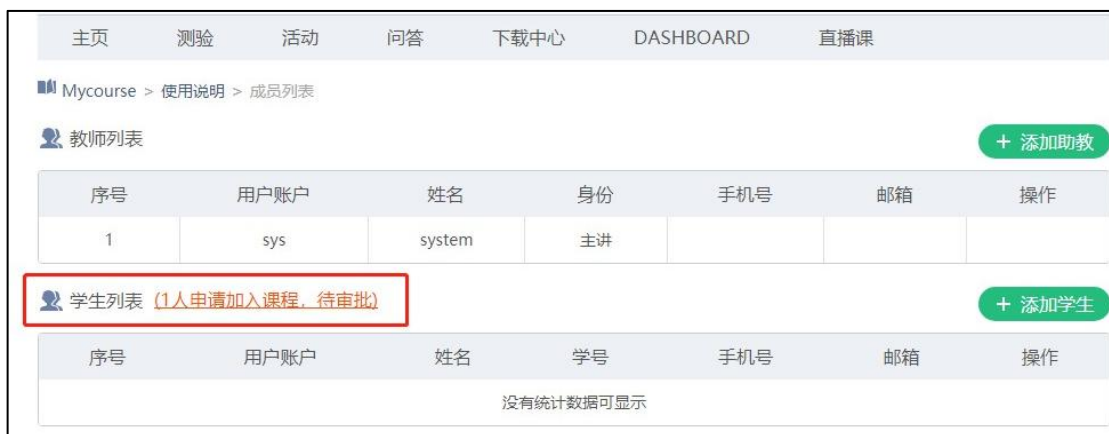 主页 测验 活动 问答 下载中心 DASHBOARD 直播课
Mycourse > 使用说明 > 成员列表
教师列表 + 添加助教
序号 用户账户 姓名 身份 手机号 邮箱 操作
1 sys system 主讲
学生列表 (1人申请加入课程, 待审批) + 添加学生
序号 用户账户 姓名 学号 手机号 邮箱 操作
没有统计数据可显示